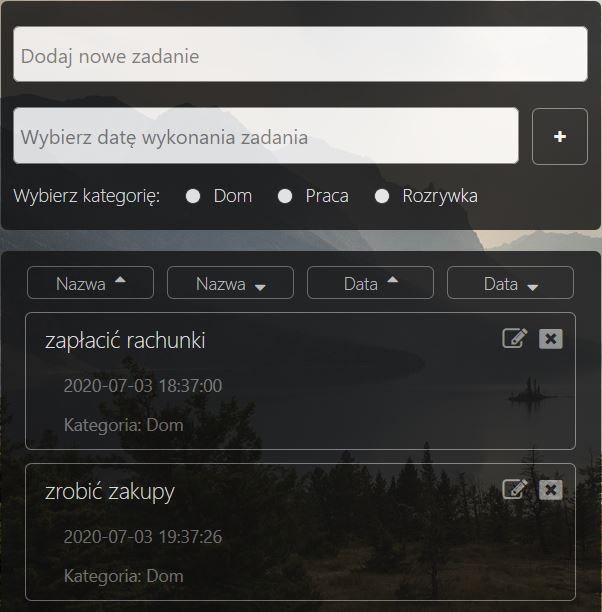 Dodaj nowe zadanie
Wybierz datę wykonania zadania +
Wybierz kategorię: Dom Praca Rozrywka
Nazwa Nazwa Data Data
zapłacić rachunki
2020-07-03 18:37:00
Kategoria: Dom
zrobić zakupy
2020-07-03 19:37:26
Kategoria: Dom